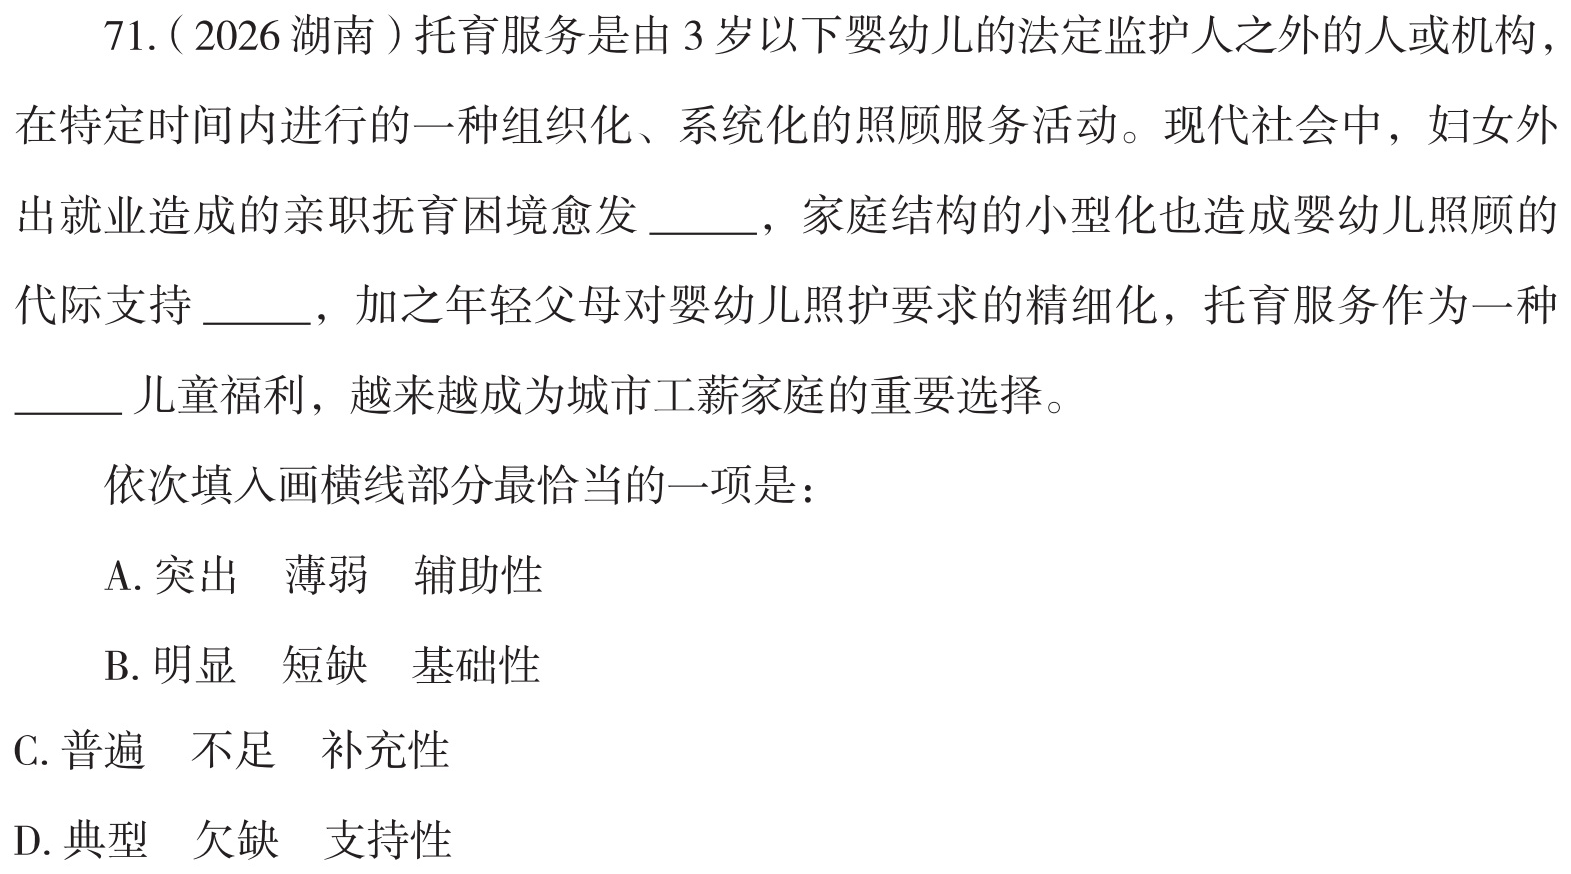 71.（2026 湖南）托育服务是由 3 岁以下婴幼儿的法定监护人之外的人或机构，
在特定时间内进行的一种组织化、系统化的照顾服务活动。现代社会中，妇女外
出就业造成的亲职抚育困境愈发 _____，家庭结构的小型化也造成婴幼儿照顾的
代际支持 _____，加之年轻父母对婴幼儿照护要求的精细化，托育服务作为一种
_____ 儿童福利，越来越成为城市工薪家庭的重要选择。
依次填入画横线部分最恰当的一项是：
A. 突出　薄弱　辅助性
B. 明显　短缺　基础性
C. 普遍　不足　补充性
D. 典型　欠缺　支持性